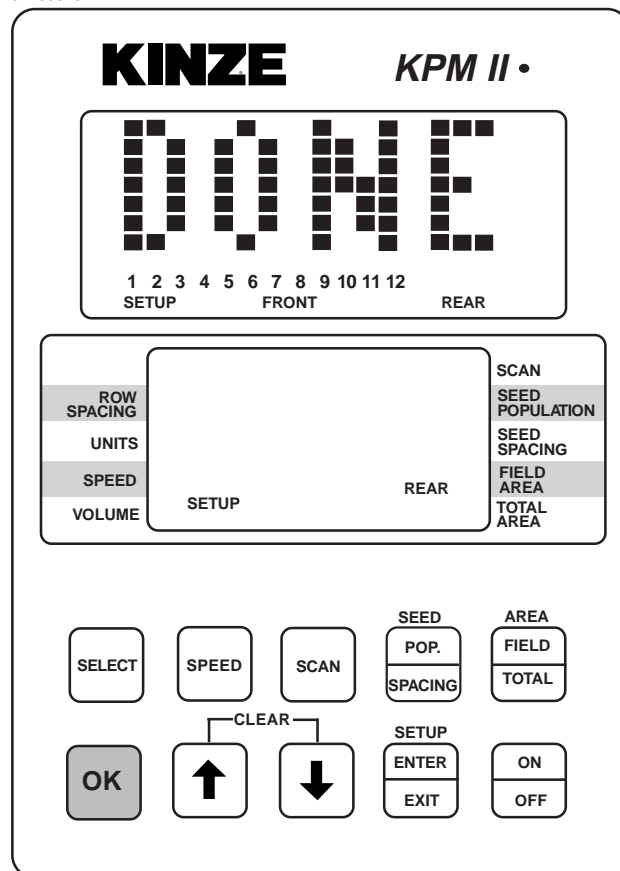 KINZE KPM II •
DONE
1 2 3 4 5 6 7 8 9 10 11 12
SETUP FRONT REAR
SCAN
ROW
SPACING
SEED
POPULATION
UNITS
SEED
SPACING
SPEED
FIELD
AREA
VOLUME
TOTAL
AREA
SETUP REAR
SEED AREA
SELECT SPEED SCAN POP. FIELD
SPACING TOTAL
CLEAR SETUP
OK ENTER ON
EXIT OFF